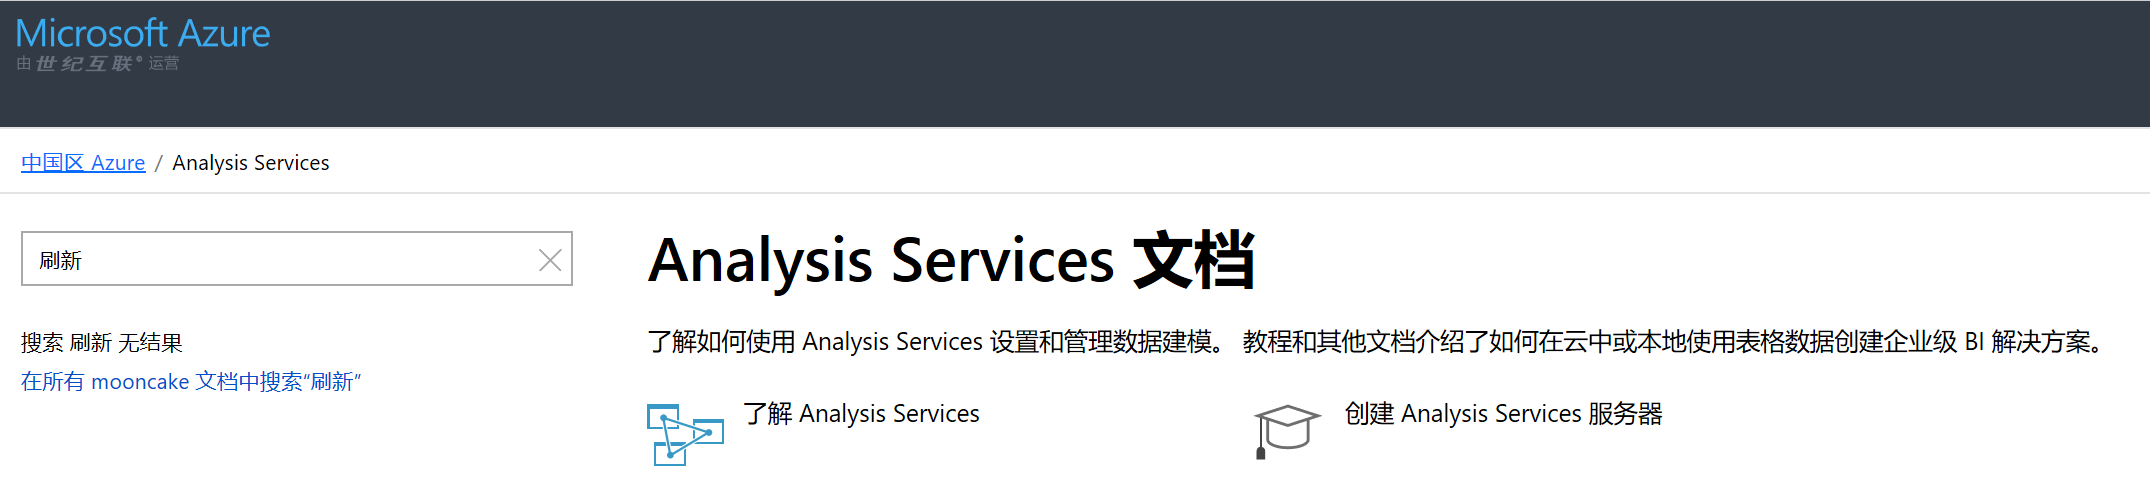 Microsoft Azure
由世纪互联®运营
中国区 Azure / Analysis Services
刷新
搜索 刷新 无结果
在所有 mooncake 文档中搜索“刷新”
Analysis Services 文档
了解如何使用 Analysis Services 设置和管理数据建模。 教程和其他文档介绍了如何在云中或本地使用表格数据创建企业级 BI 解决方案。
了解 Analysis Services
创建 Analysis Services 服务器